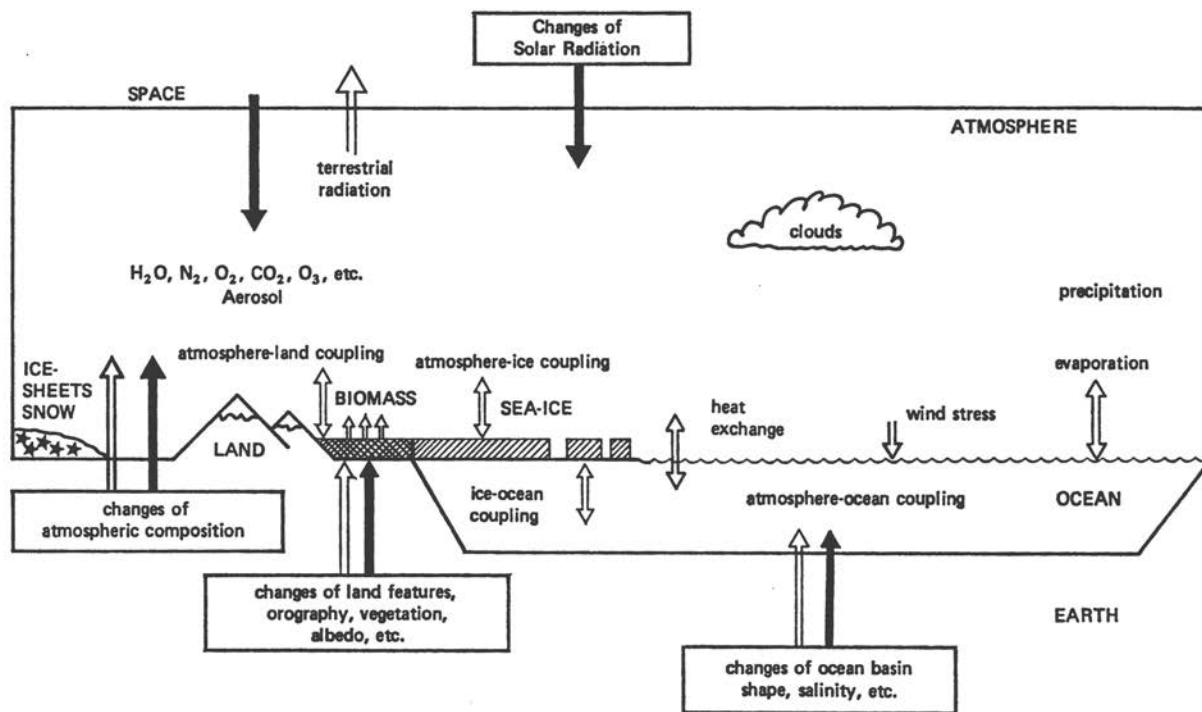 Changes of
Solar Radiation
SPACE
ATMOSPHERE
terrestrial
radiation
clouds
H₂O, N₂, O₂, CO₂, O₃, etc.
Aerosol
precipitation
atmosphere-land coupling
atmosphere-ice coupling
evaporation
ICE-
SHEETS
SNOW
BIOMASS
SEA-ICE
heat
exchange
wind stress
LAND
ice-ocean
coupling
atmosphere-ocean coupling
OCEAN
changes of
atmospheric composition
changes of land features,
orography, vegetation,
albedo, etc.
EARTH
changes of ocean basin
shape, salinity, etc.